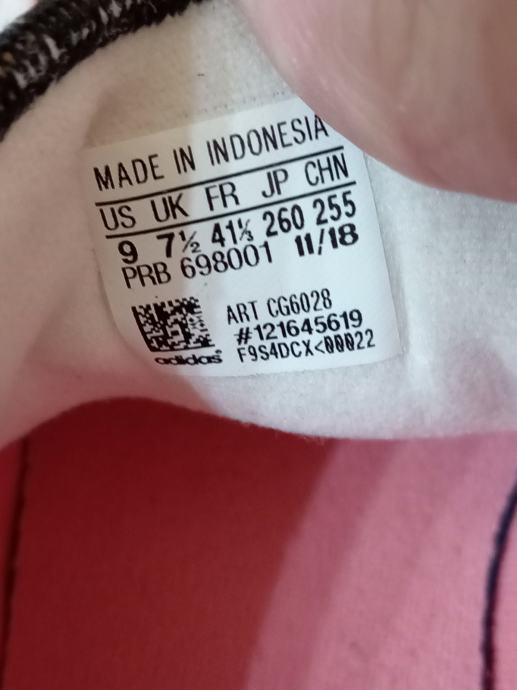 MADE IN INDONESIA
US UK FR JP CHN
9 7½ 41⅓ 260 255
PRB 698001 11/18
ART CG6028
#121645619
adidas® F9S4DCX<00022